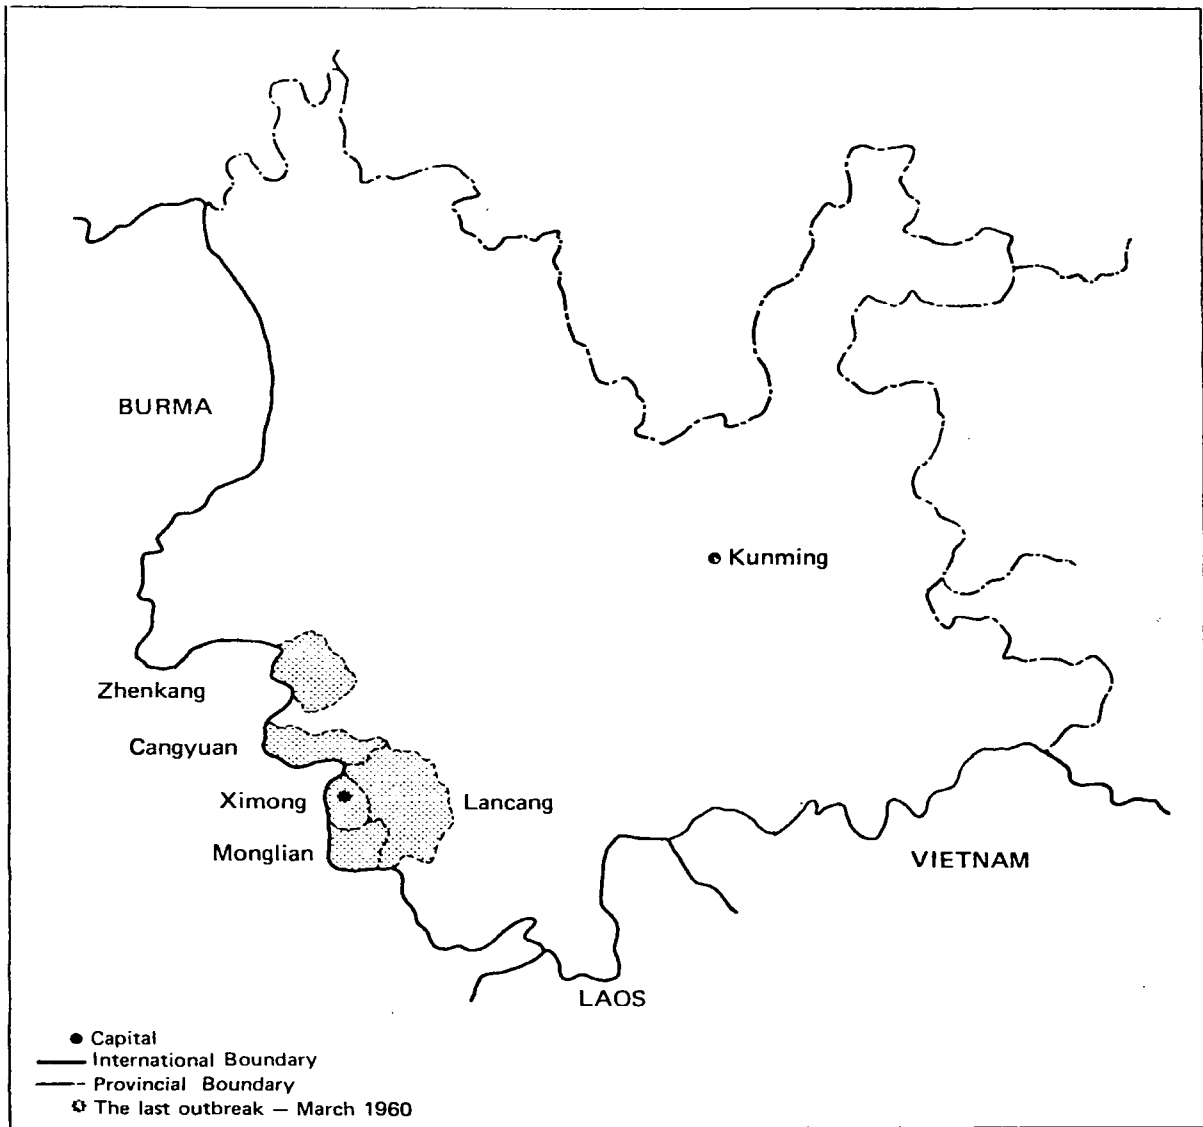 BURMA
Kunming
Zhenkang
Cangyuan
Ximong
Lancang
Monglian
VIETNAM
LAOS
Capital
International Boundary
Provincial Boundary
The last outbreak — March 1960